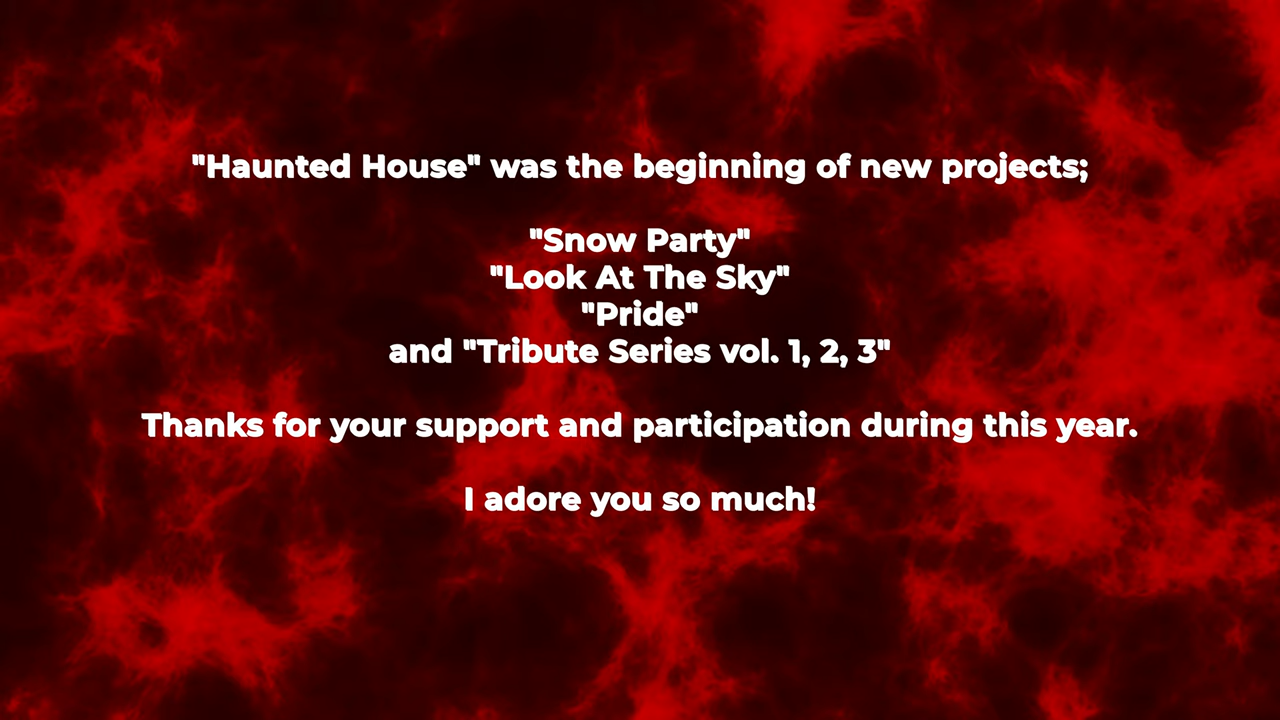 "Haunted House" was the beginning of new projects;
"Snow Party"
"Look At The Sky"
"Pride"
and "Tribute Series vol. 1, 2, 3"
Thanks for your support and participation during this year.
I adore you so much!